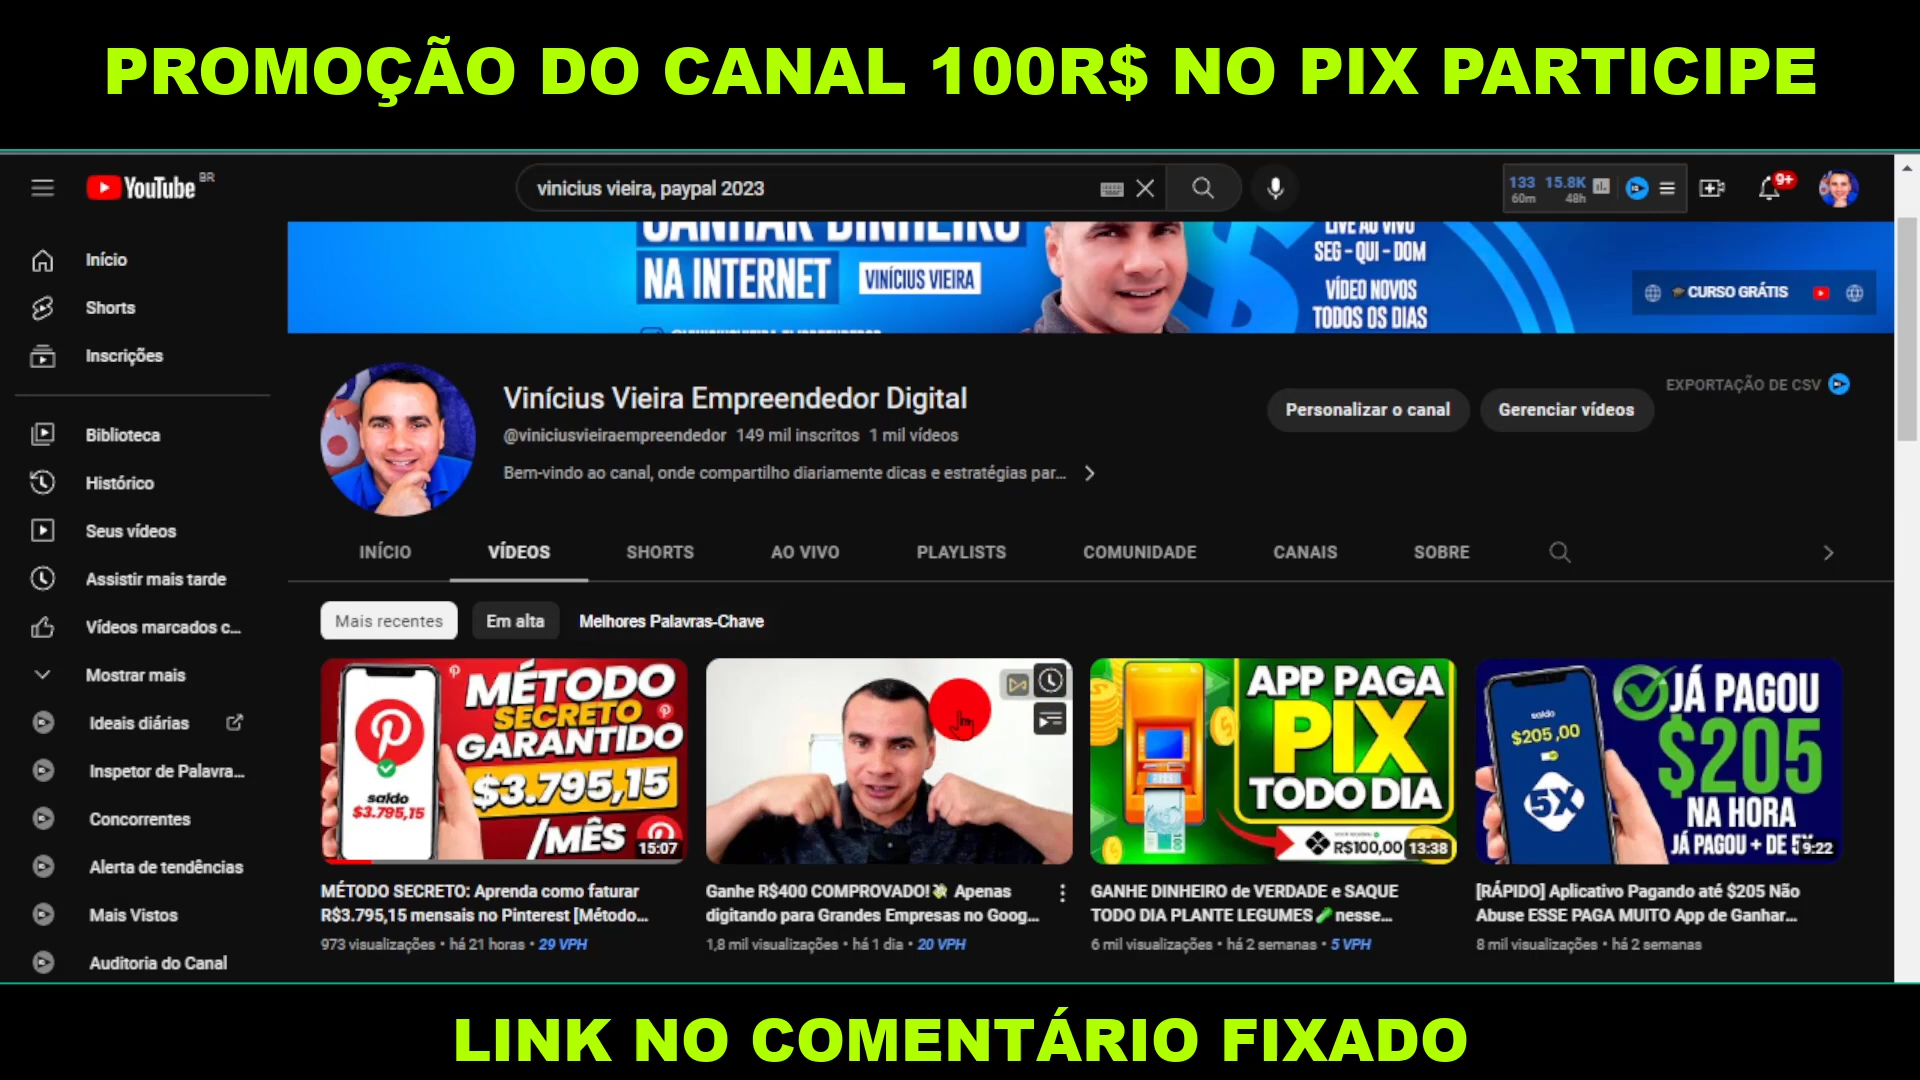 PROMOÇÃO DO CANAL 100R$ NO PIX PARTICIPE
YouTube BR
vinicius vieira, paypal 2023
133 15.8K
60m 48h
9+
Início
Shorts
Inscrições
Biblioteca
Histórico
Seus vídeos
Assistir mais tarde
Vídeos marcados c...
Mostrar mais
Ideais diárias
Inspetor de Palavra...
Concorrentes
Alerta de tendências
Mais Vistos
Auditoria do Canal
GANHAR DINHEIRO
NA INTERNET
VINÍCIUS VIEIRA
LIVE AO VIVO
SEG - QUI - DOM
VÍDEO NOVOS
TODOS OS DIAS
CURSO GRÁTIS
Vinícius Vieira Empreendedor Digital
@viniciusvieiraempreendedor 149 mil inscritos 1 mil vídeos
Bem-vindo ao canal, onde compartilho diariamente dicas e estratégias par...
Personalizar o canal
Gerenciar vídeos
EXPORTAÇÃO DE CSV
INÍCIO
VÍDEOS
SHORTS
AO VIVO
PLAYLISTS
COMUNIDADE
CANAIS
SOBRE
Mais recentes
Em alta
Melhores Palavras-Chave
MÉTODO
SECRETO
GARANTIDO
$3.795,15
/MÊS
saldo
$3.795,15
15:07
MÉTODO SECRETO: Aprenda como faturar
R$3.795,15 mensais no Pinterest [Método...
973 visualizações • há 21 horas • 29 VPH
Ganhe R$400 COMPROVADO!💸 Apenas
digitando para Grandes Empresas no Goog...
1,8 mil visualizações • há 1 dia • 20 VPH
APP PAGA
PIX
TODO DIA
R$100,00
13:38
GANHE DINHEIRO de VERDADE e SAQUE
TODO DIA PLANTE LEGUMES🥒nesse...
6 mil visualizações • há 2 semanas • 5 VPH
saldo
$205,00
5X
JÁ PAGOU
$205
NA HORA
JÁ PAGOU + DE
9:22
[RÁPIDO] Aplicativo Pagando até $205 Não
Abuse ESSE PAGA MUITO App de Ganhar...
8 mil visualizações • há 2 semanas
LINK NO COMENTÁRIO FIXADO